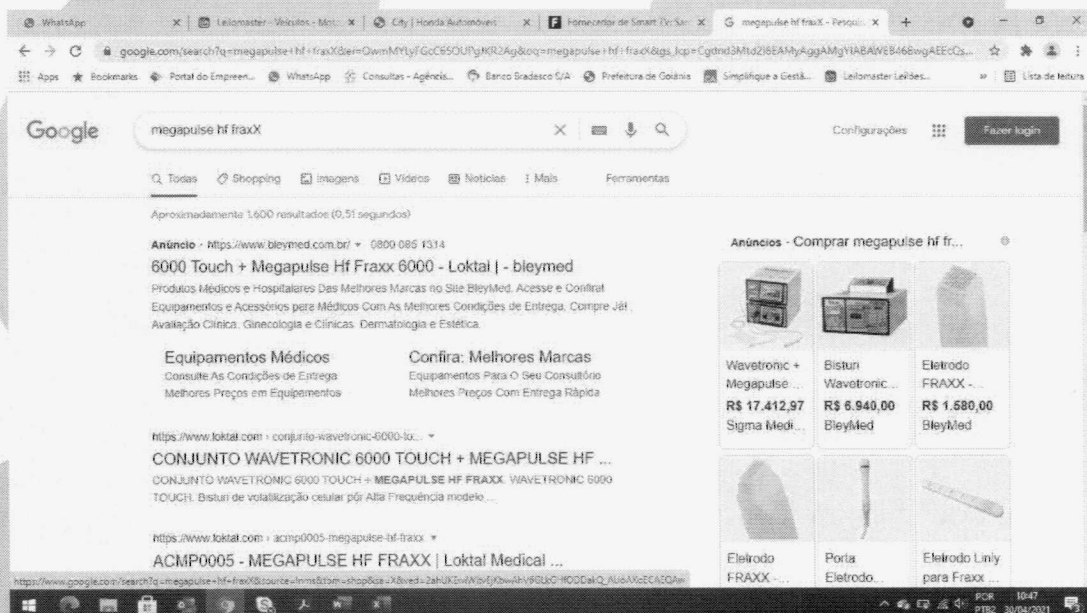 WhatsApp
Leilomaster - Veículos - Mos...
City | Honda Automóveis
Fornecedor de Smart Tv Sam
megapulse hf fraxX - Pesquis
Apps
Bookmarks
Portal do Empreen...
WhatsApp
Consultas - Agência...
Banco Bradesco S/A
Prefeitura de Goiânia
Simplifique a Gestã...
Leilomaster Leilões...
»
Lista de leitura
Google
megapulse hf fraxX
Configurações
Fazer login
Todas
Shopping
Imagens
Vídeos
Notícias
Mais
Ferramentas
Aproximadamente 1.600 resultados (0,51 segundos)
Anúncio · https://www.bleymed.com.br/ 0800 085 1314
6000 Touch + Megapulse Hf Fraxx 6000 - Loktal | - bleymed
Produtos Médicos e Hospitalares Das Melhores Marcas no Site BleyMed. Acesse e Confira!
Equipamentos e Acessórios para Médicos Com As Melhores Condições de Entrega. Compre Já!
Avaliação Clínica. Ginecologia e Clínicas. Dermatologia e Estética.
Equipamentos Médicos
Consulte As Condições de Entrega
Melhores Preços em Equipamentos
Confira: Melhores Marcas
Equipamentos Para O Seu Consultório
Melhores Preços Com Entrega Rápida
https://www.loktal.com › conjunto-wavetronic-6000-to...
CONJUNTO WAVETRONIC 6000 TOUCH + MEGAPULSE HF ...
CONJUNTO WAVETRONIC 6000 TOUCH + MEGAPULSE HF FRAXX. WAVETRONIC 6000
TOUCH. Bisturi de volatilização celular pór Alta Frequência modelo ...
https://www.loktal.com › acmp0005-megapulse-hf-fraxx
ACMP0005 - MEGAPULSE HF FRAXX | Loktal Medical ...
Anúncios · Comprar megapulse hf fr...
Wavetronic +
Megapulse ...
R$ 17.412,97
Sigma Medi...
Bisturi
Wavetronic...
R$ 6.940,00
BleyMed
Eletrodo
FRAXX -...
R$ 1.580,00
BleyMed
Eletrodo
FRAXX -...
Porta
Eletrodo...
Eletrodo Linly
para Fraxx ...
POR
PTB2
10:47
30/04/2021